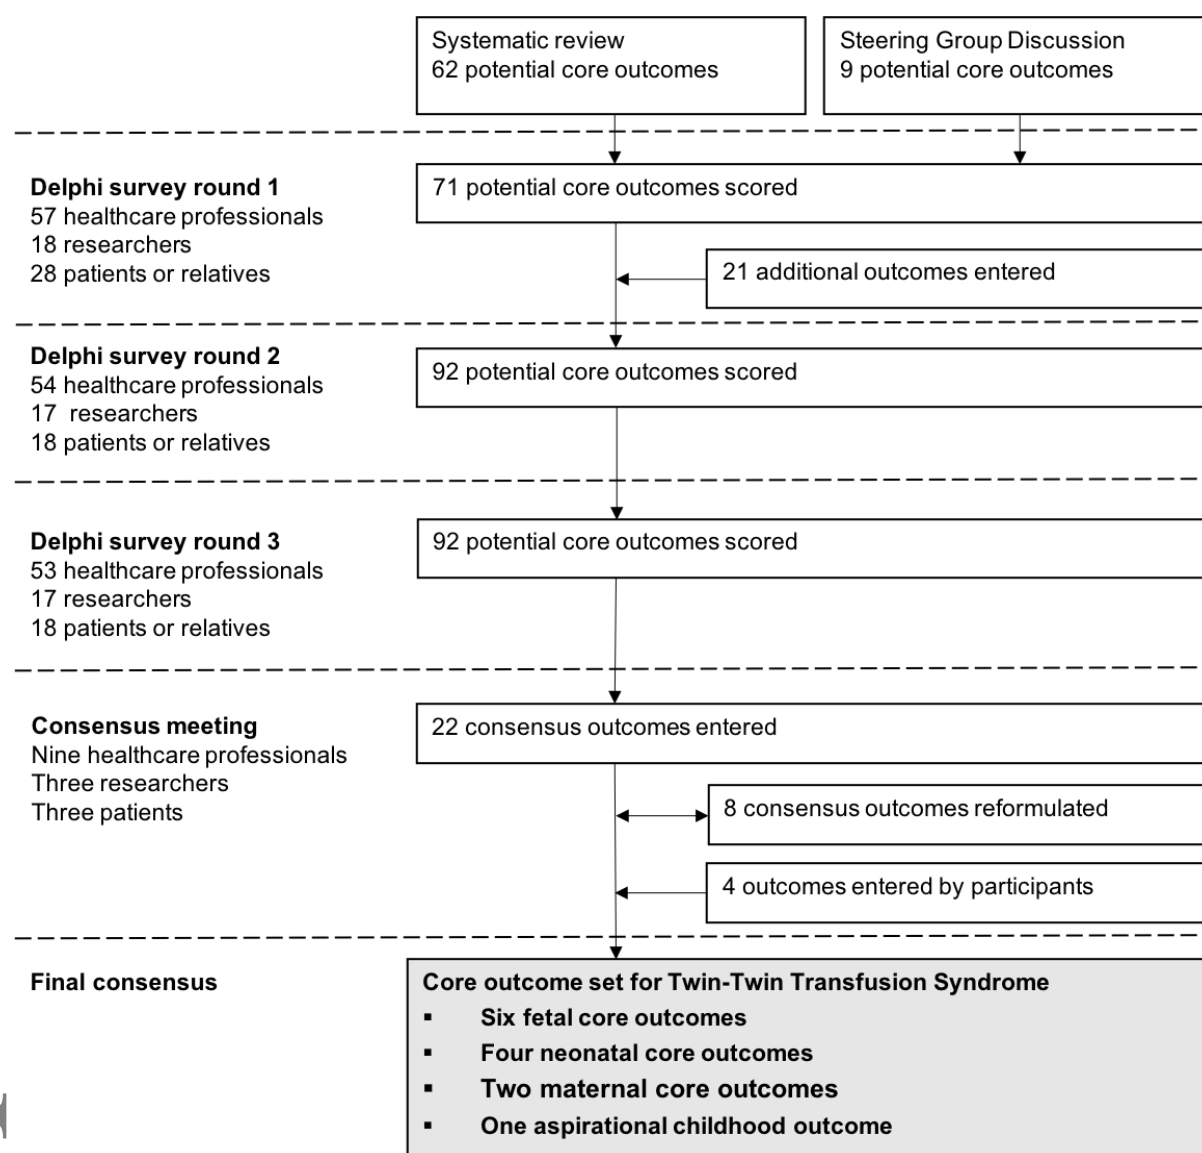 Systematic review
62 potential core outcomes
Steering Group Discussion
9 potential core outcomes
Delphi survey round 1
57 healthcare professionals
18 researchers
28 patients or relatives
71 potential core outcomes scored
21 additional outcomes entered
Delphi survey round 2
54 healthcare professionals
17 researchers
18 patients or relatives
92 potential core outcomes scored
Delphi survey round 3
53 healthcare professionals
17 researchers
18 patients or relatives
92 potential core outcomes scored
Consensus meeting
Nine healthcare professionals
Three researchers
Three patients
22 consensus outcomes entered
8 consensus outcomes reformulated
4 outcomes entered by participants
Final consensus
Core outcome set for Twin-Twin Transfusion Syndrome
▪ Six fetal core outcomes
▪ Four neonatal core outcomes
▪ Two maternal core outcomes
▪ One aspirational childhood outcome